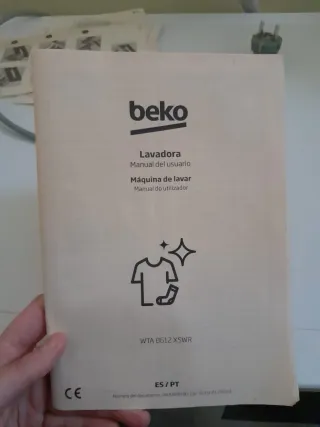 beko
Lavadora
Manual del usuario
Máquina de lavar
Manual do utilizador
ES / PT
CE